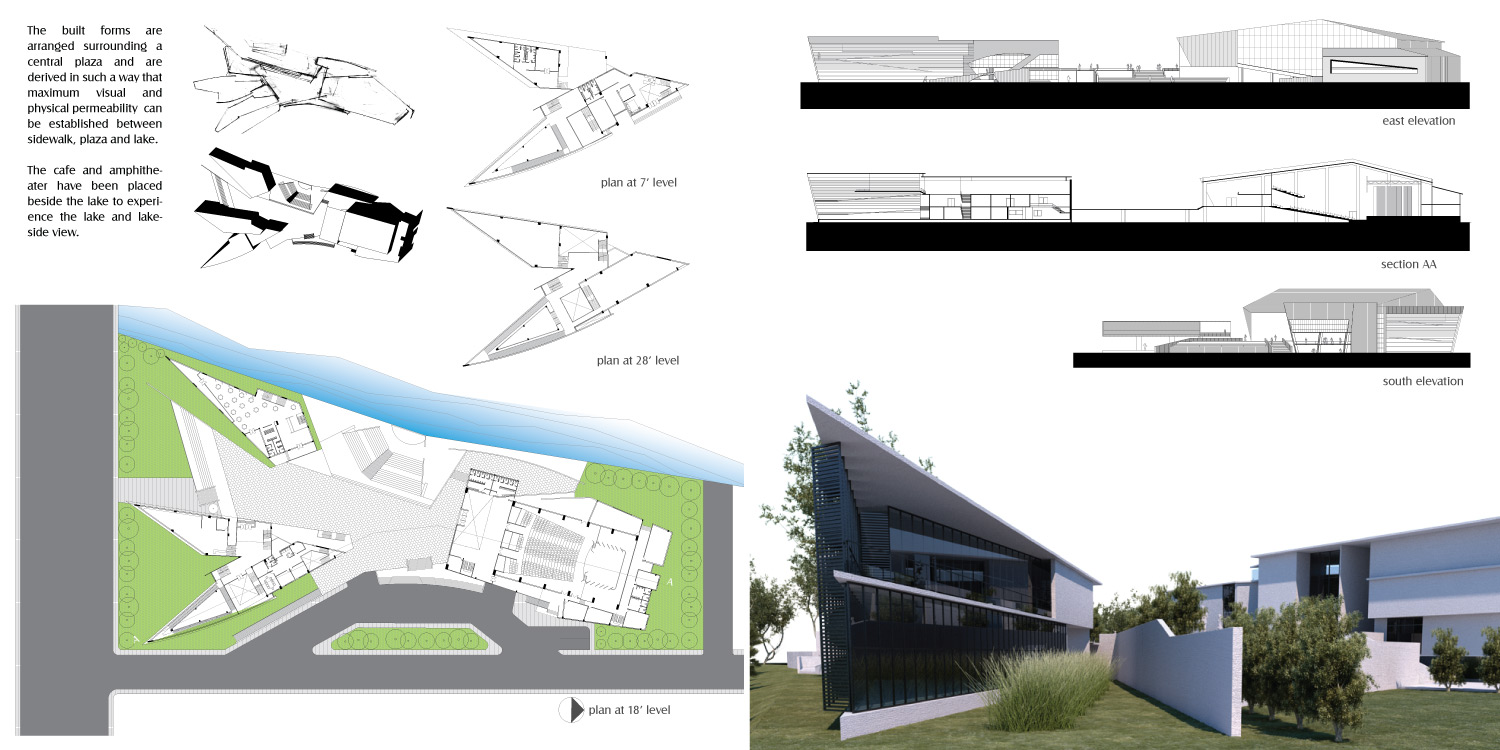 The built forms are
arranged surrounding a
central plaza and are
derived in such a way that
maximum visual and
physical permeability can
be established between
sidewalk, plaza and lake.
The cafe and amphithe-
ater have been placed
beside the lake to experi-
ence the lake and lake-
side view.
plan at 7' level
plan at 28' level
A
A
plan at 18' level
east elevation
section AA
south elevation